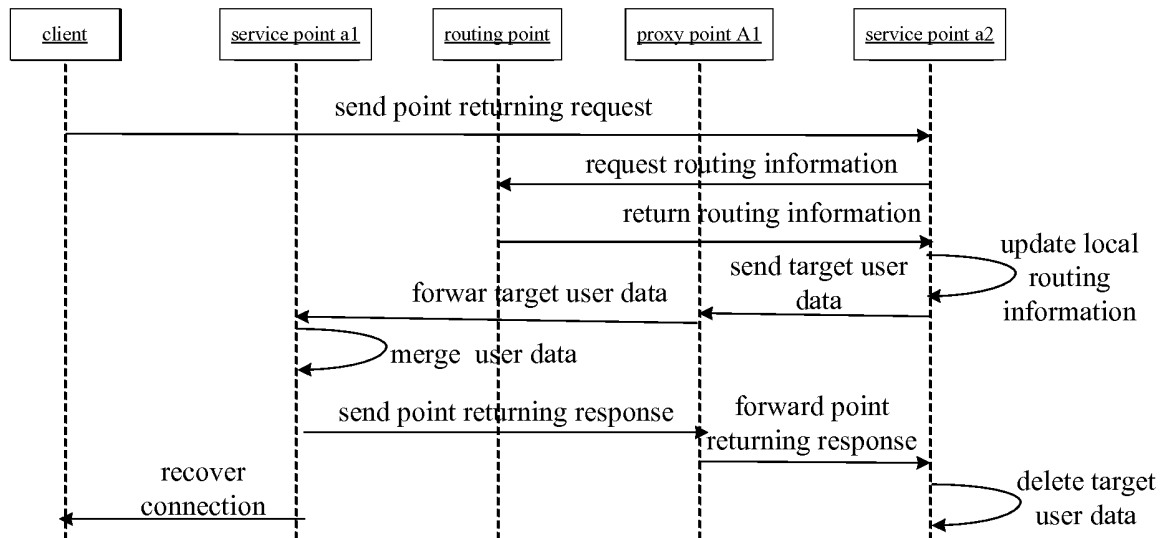 client
service point a1
routing point
proxy point A1
service point a2
send point returning request
request routing information
return routing information
update local
routing
information
send target user
data
forwar target user data
merge user data
send point returning response
forward point
returning response
recover
connection
delete target
user data